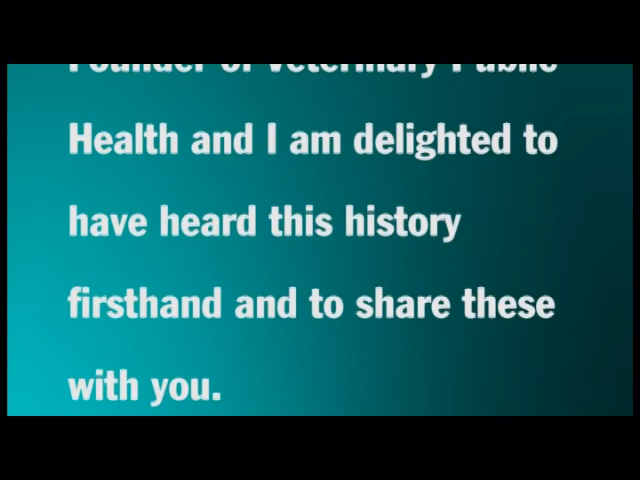 Founder of Veterinary Public
Health and I am delighted to
have heard this history
firsthand and to share these
with you.